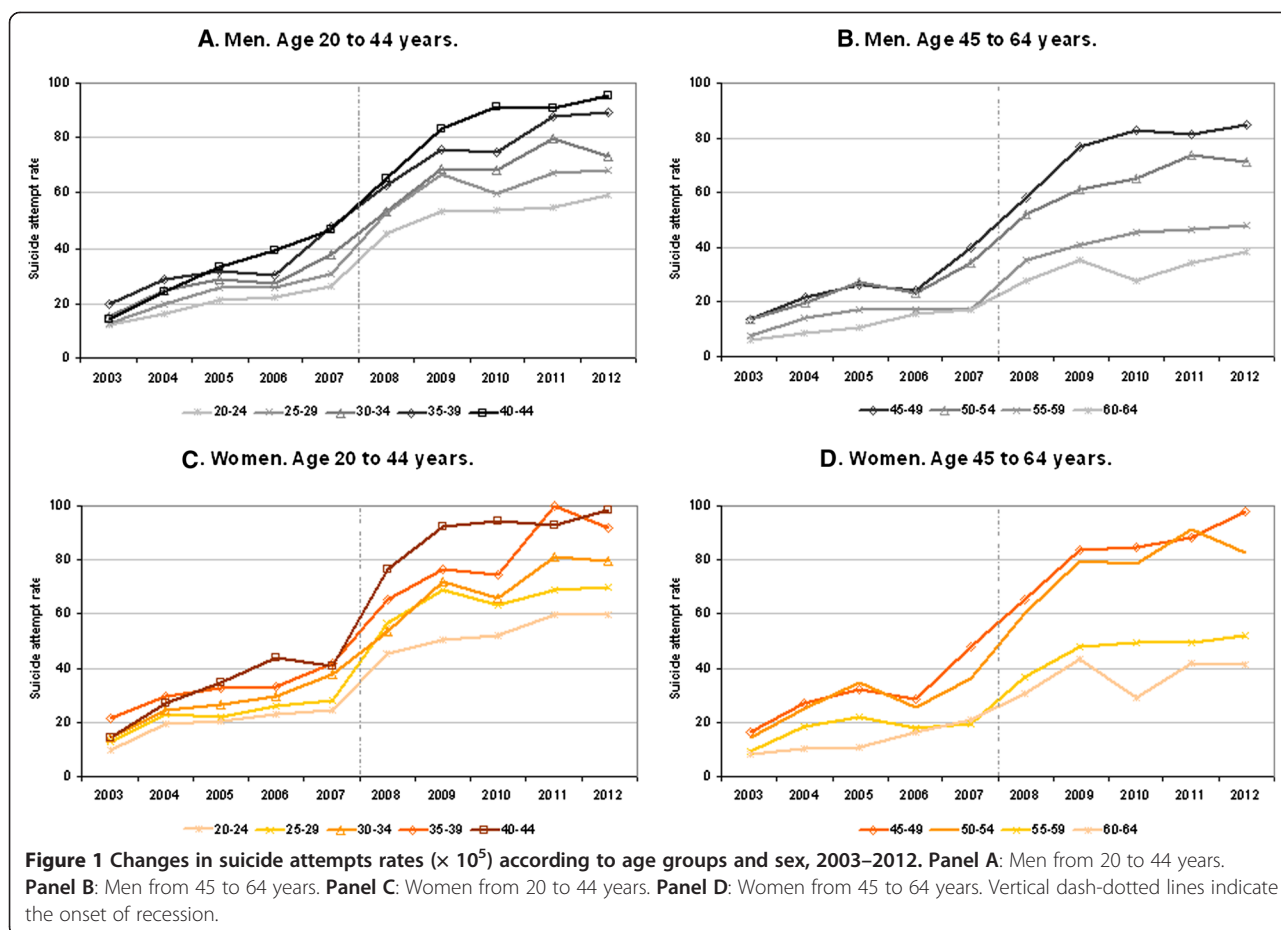 A. Men. Age 20 to 44 years.
Suicide attempt rate
100
80
60
40
20
0
2003 2004 2005 2006 2007 2008 2009 2010 2011 2012
20-24 25-29 30-34 35-39 40-44
B. Men. Age 45 to 64 years.
Suicide attempt rate
100
80
60
40
20
0
2003 2004 2005 2006 2007 2008 2009 2010 2011 2012
45-49 50-54 55-59 60-64
C. Women. Age 20 to 44 years.
Suicide attempt rate
100
80
60
40
20
0
2003 2004 2005 2006 2007 2008 2009 2010 2011 2012
20-24 25-29 30-34 35-39 40-44
D. Women. Age 45 to 64 years.
Suicide attempt rate
100
80
60
40
20
0
2003 2004 2005 2006 2007 2008 2009 2010 2011 2012
45-49 50-54 55-59 60-64
Figure 1 Changes in suicide attempts rates (× 10⁵) according to age groups and sex, 2003–2012. Panel A: Men from 20 to 44 years.
Panel B: Men from 45 to 64 years. Panel C: Women from 20 to 44 years. Panel D: Women from 45 to 64 years. Vertical dash-dotted lines indicate
the onset of recession.